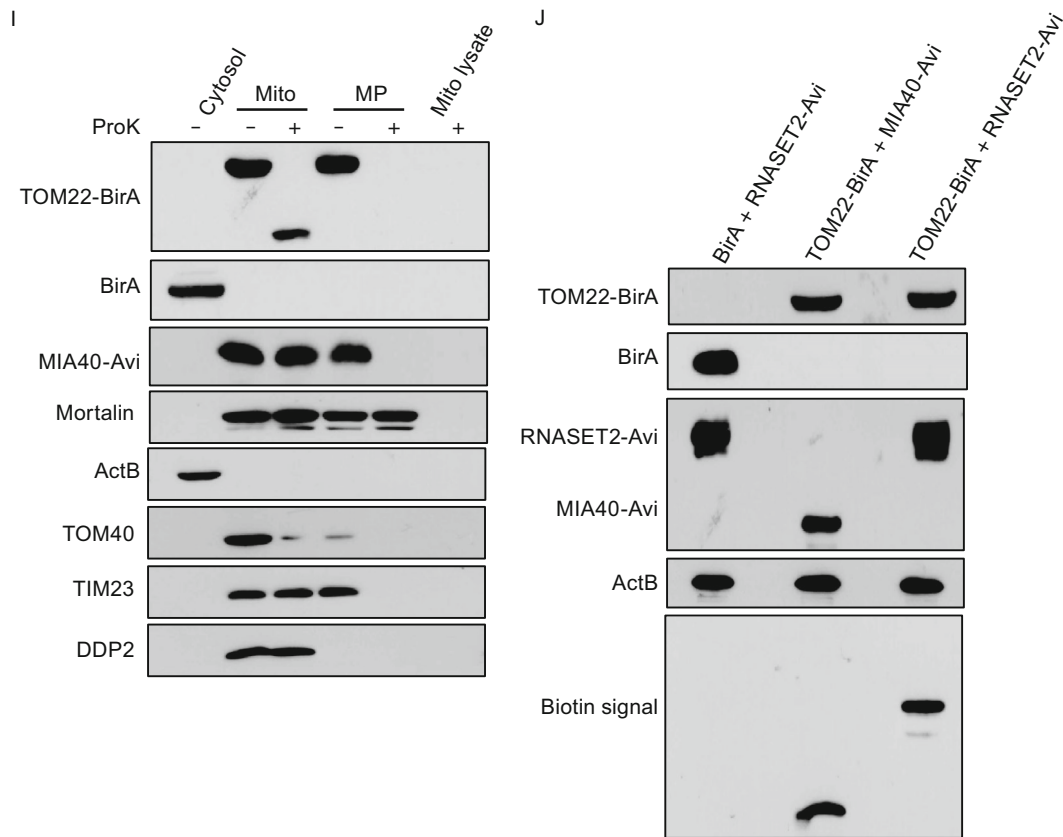 I
Cytosol
Mito
MP
Mito lysate
ProK − − + − + +
TOM22-BirA
BirA
MIA40-Avi
Mortalin
ActB
TOM40
TIM23
DDP2
J
BirA + RNASET2-Avi
TOM22-BirA + MIA40-Avi
TOM22-BirA + RNASET2-Avi
TOM22-BirA
BirA
RNASET2-Avi
MIA40-Avi
ActB
Biotin signal